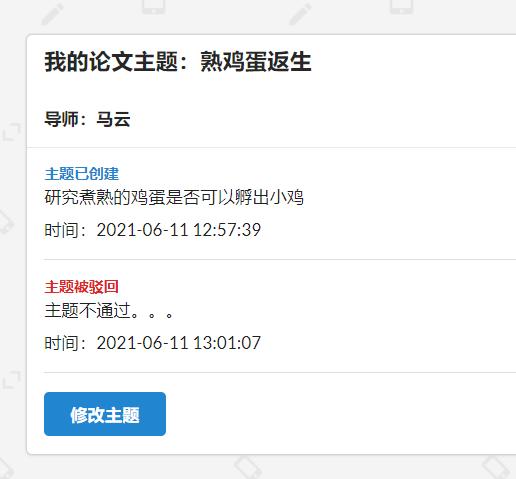 我的论文主题：熟鸡蛋返生
导师：马云
主题已创建
研究煮熟的鸡蛋是否可以孵出小鸡
时间：2021-06-11 12:57:39
主题被驳回
主题不通过。。。
时间：2021-06-11 13:01:07
修改主题